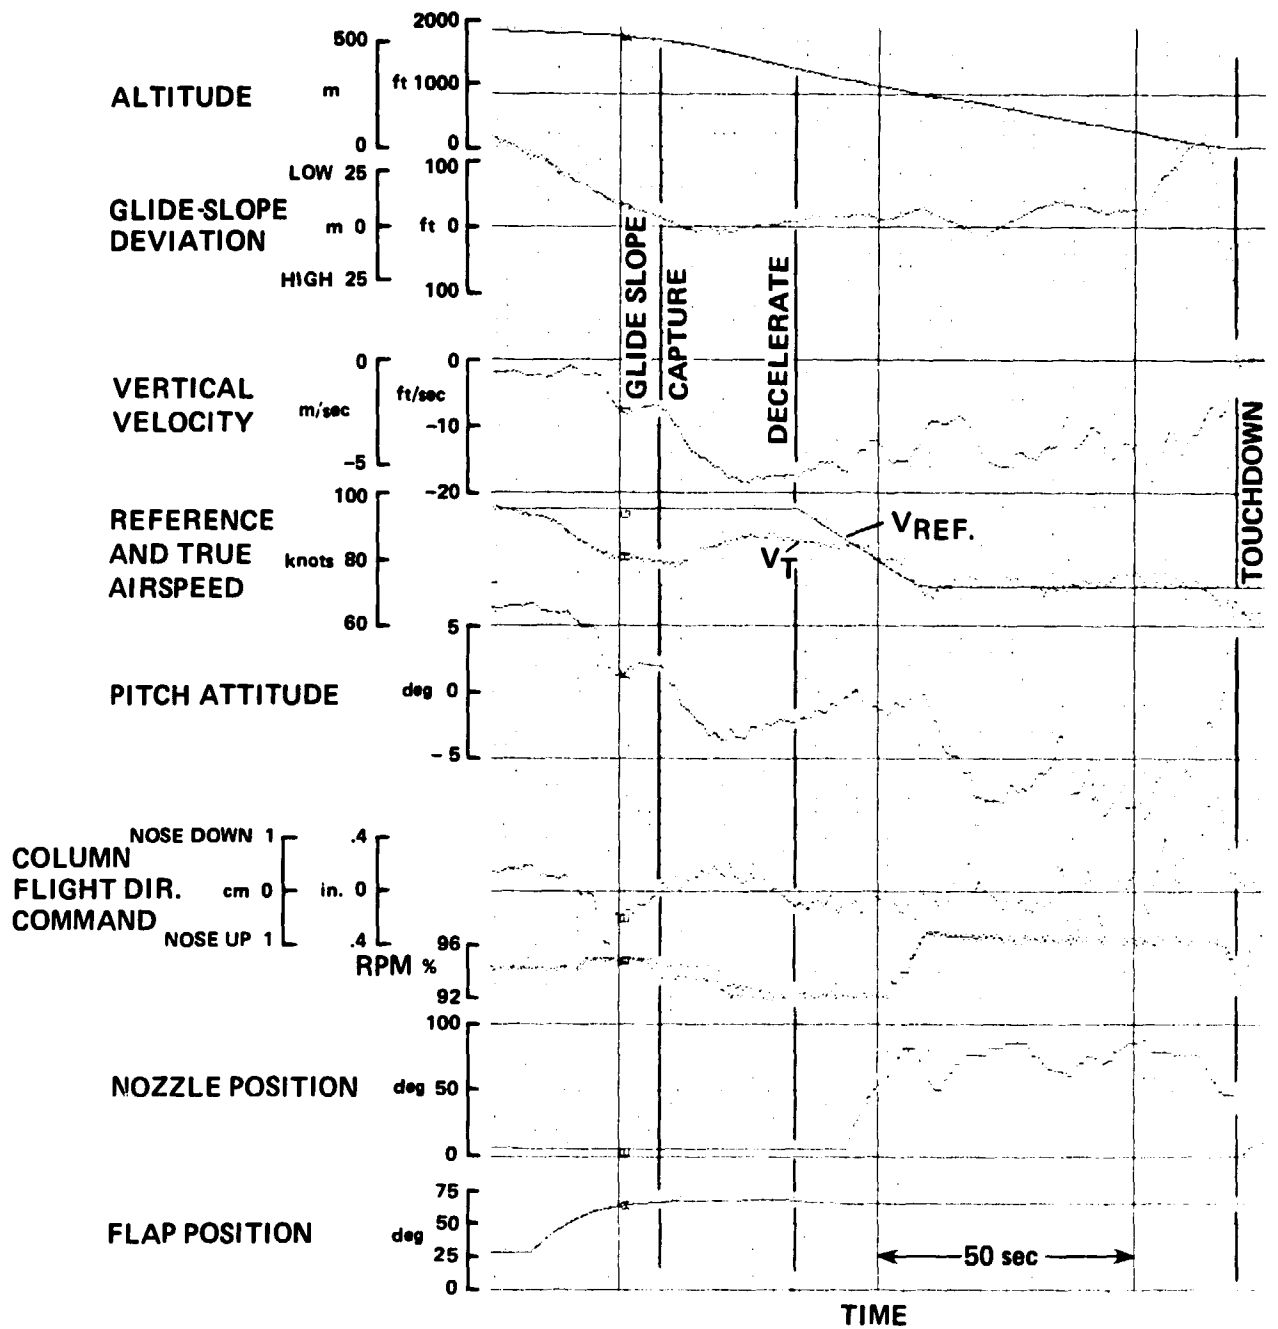 ALTITUDE
m
500
0
ft
2000
1000
0
GLIDE-SLOPE
DEVIATION
LOW 25
m 0
HIGH 25
100
ft 0
100
GLIDE SLOPE
CAPTURE
DECELERATE
TOUCHDOWN
VERTICAL
VELOCITY
m/sec
0
-5
ft/sec
0
-10
-20
REFERENCE
AND TRUE
AIRSPEED
knots
100
80
60
VREF.
VT
PITCH ATTITUDE
deg
5
0
-5
COLUMN
FLIGHT DIR.
COMMAND
NOSE DOWN 1
cm 0
NOSE UP 1
.4
in. 0
.4
RPM %
96
92
NOZZLE POSITION
deg
100
50
0
FLAP POSITION
deg
75
50
25
0
50 sec
TIME